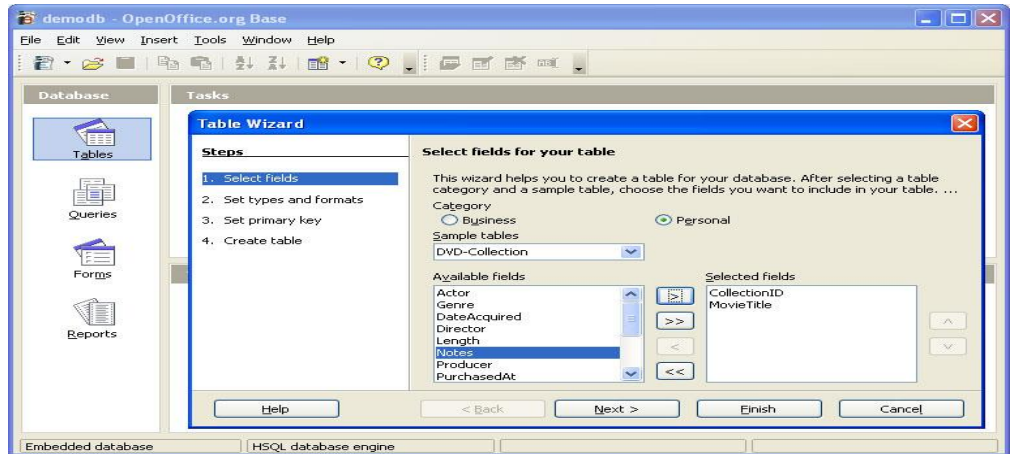 demodb - OpenOffice.org Base
File Edit View Insert Tools Window Help
Database
Tasks
Tables
Queries
Forms
Reports
Table Wizard
Steps
1. Select fields
2. Set types and formats
3. Set primary key
4. Create table
Select fields for your table
This wizard helps you to create a table for your database. After selecting a table
category and a sample table, choose the fields you want to include in your table. ...
Category
Business
Personal
Sample tables
DVD-Collection
Available fields
Actor
Genre
DateAcquired
Director
Length
Notes
Producer
PurchasedAt
>
>>
<
<<
Selected fields
CollectionID
MovieTitle
Help
< Back
Next >
Finish
Cancel
Embedded database
HSQL database engine